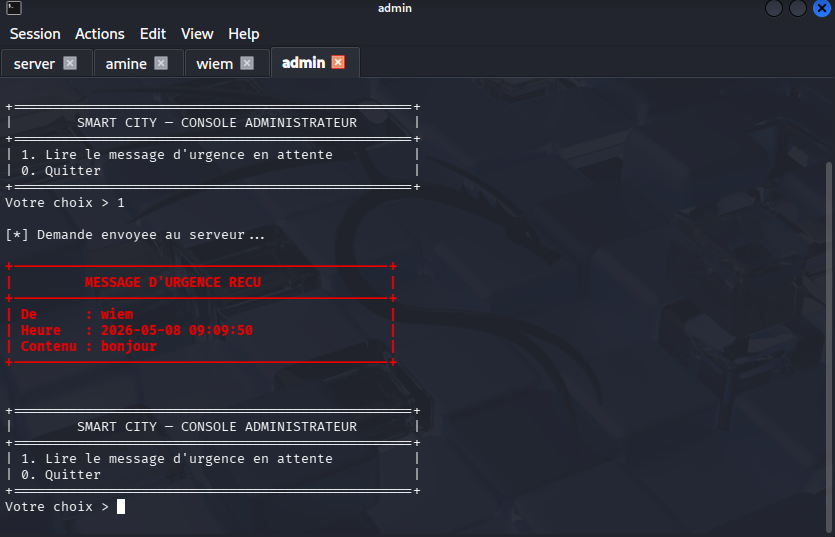 admin
Session Actions Edit View Help
server amine wiem admin
+==================================================+
| SMART CITY — CONSOLE ADMINISTRATEUR |
+==================================================+
| 1. Lire le message d'urgence en attente |
| 0. Quitter |
+==================================================+
Votre choix > 1
[*] Demande envoyee au serveur...
+-----------------------------------------------+
| MESSAGE D'URGENCE RECU |
+-----------------------------------------------+
| De : wiem |
| Heure : 2026-05-08 09:09:50 |
| Contenu : bonjour |
+-----------------------------------------------+
+==================================================+
| SMART CITY — CONSOLE ADMINISTRATEUR |
+==================================================+
| 1. Lire le message d'urgence en attente |
| 0. Quitter |
+==================================================+
Votre choix >